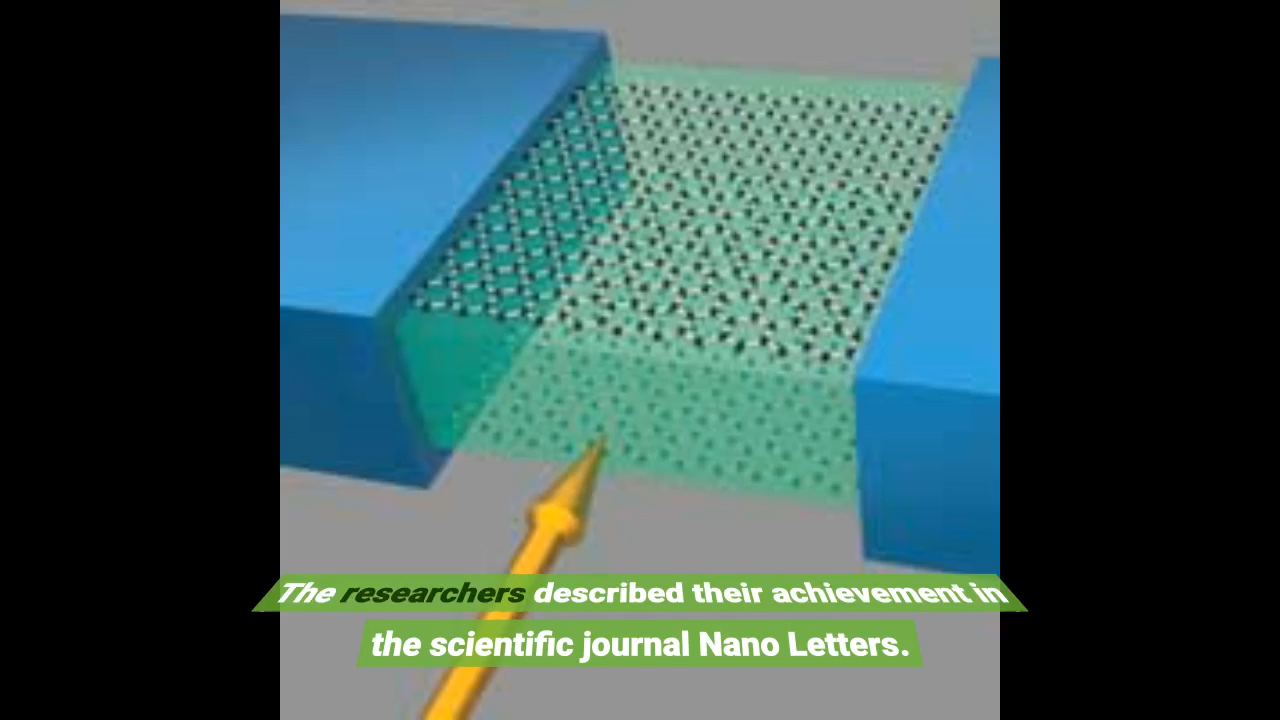 The researchers described their achievement in
the scientific journal Nano Letters.